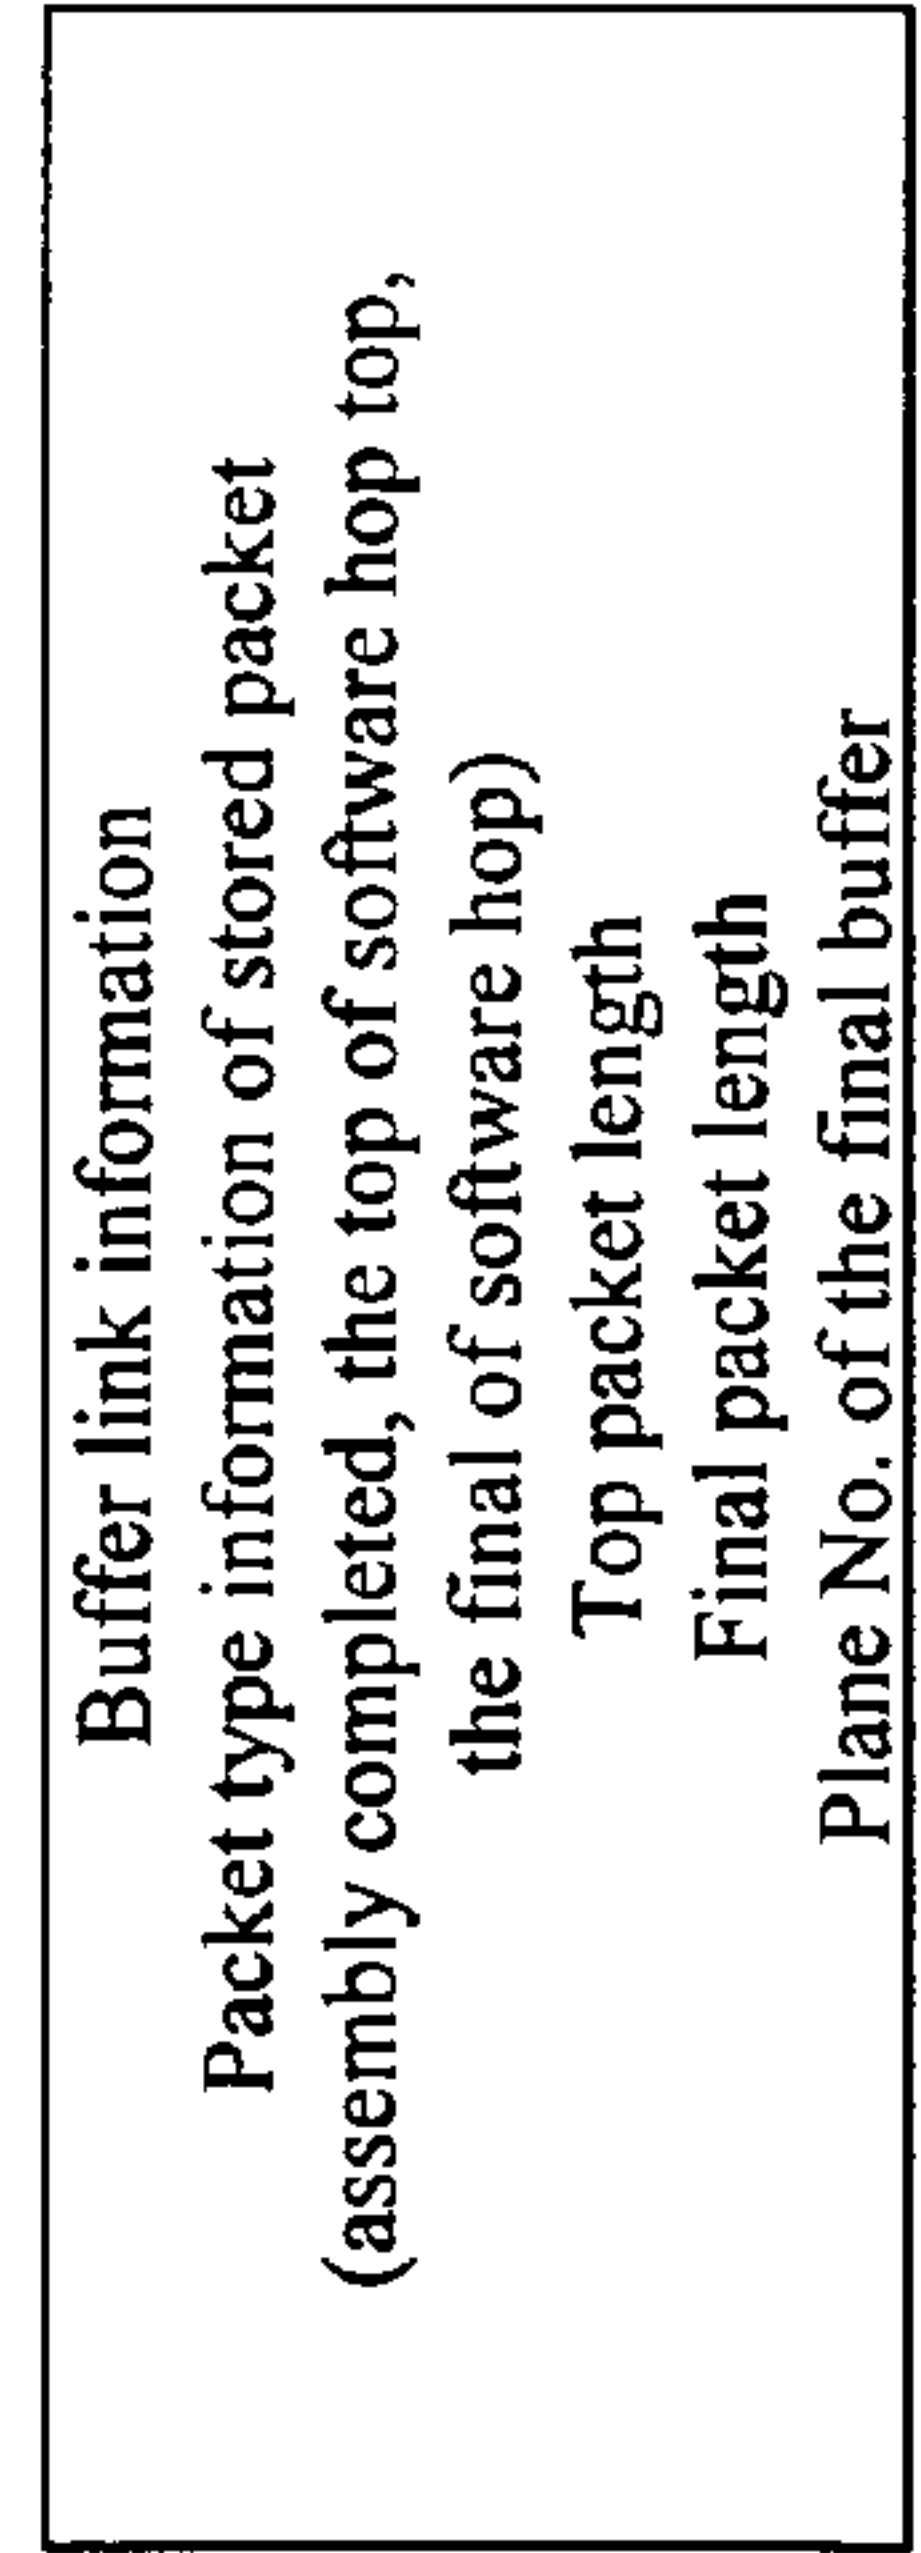 Buffer link information
Packet type information of stored packet
(assembly completed, the top of software hop top,
the final of software hop)
Top packet length
Final packet length
Plane No. of the final buffer